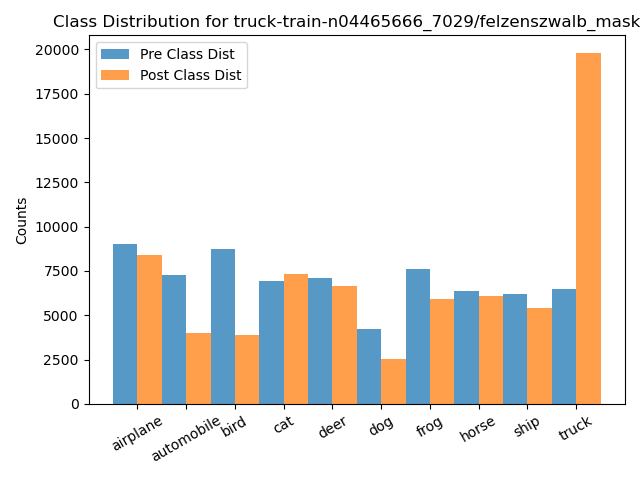 Class Distribution for truck-train-n04465666_7029/felzenszwalb_mask
Pre Class Dist
Post Class Dist
Counts
20000
17500
15000
12500
10000
7500
5000
2500
0
airplane
automobile
bird
cat
deer
dog
frog
horse
ship
truck